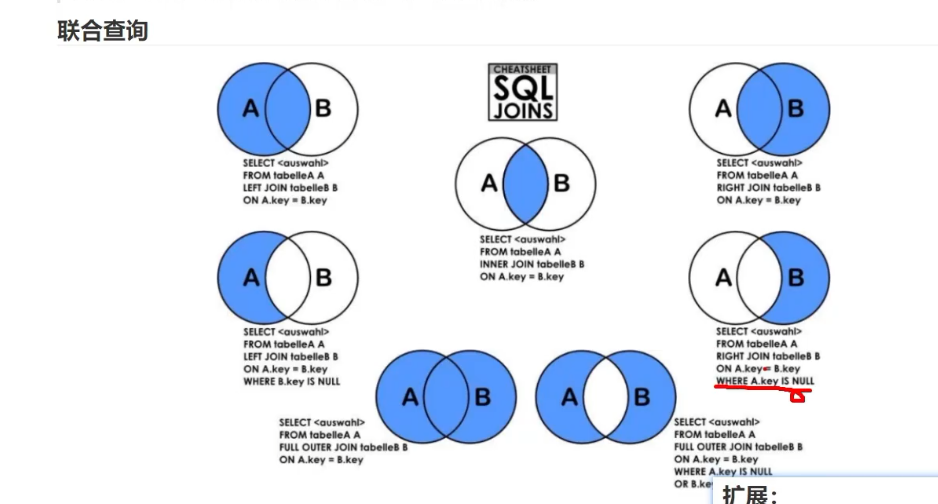 联合查询
CHEATSHEET
SQL
JOINS
A B
SELECT <auswahl>
FROM tabelleA A
LEFT JOIN tabelleB B
ON A.key = B.key
A B
SELECT <auswahl>
FROM tabelleA A
INNER JOIN tabelleB B
ON A.key = B.key
A B
SELECT <auswahl>
FROM tabelleA A
RIGHT JOIN tabelleB B
ON A.key = B.key
A B
SELECT <auswahl>
FROM tabelleA A
LEFT JOIN tabelleB B
ON A.key = B.key
WHERE B.key IS NULL
A B
SELECT <auswahl>
FROM tabelleA A
RIGHT JOIN tabelleB B
ON A.key = B.key
WHERE A.key IS NULL
A B
SELECT <auswahl>
FROM tabelleA A
FULL OUTER JOIN tabelleB B
ON A.key = B.key
A B
SELECT <auswahl>
FROM tabelleA A
FULL OUTER JOIN tabelleB B
ON A.key = B.key
WHERE A.key IS NULL
OR B.ke
扩展：